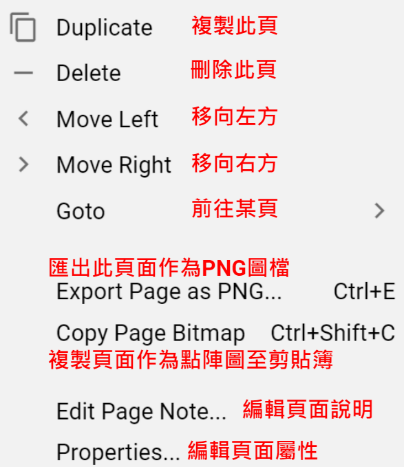 Duplicate 複製此頁
Delete 刪除此頁
Move Left 移向左方
Move Right 移向右方
Goto 前往某頁
匯出此頁面作為PNG圖檔
Export Page as PNG... Ctrl+E
Copy Page Bitmap Ctrl+Shift+C
複製頁面作為點陣圖至剪貼簿
Edit Page Note... 編輯頁面說明
Properties... 編輯頁面屬性